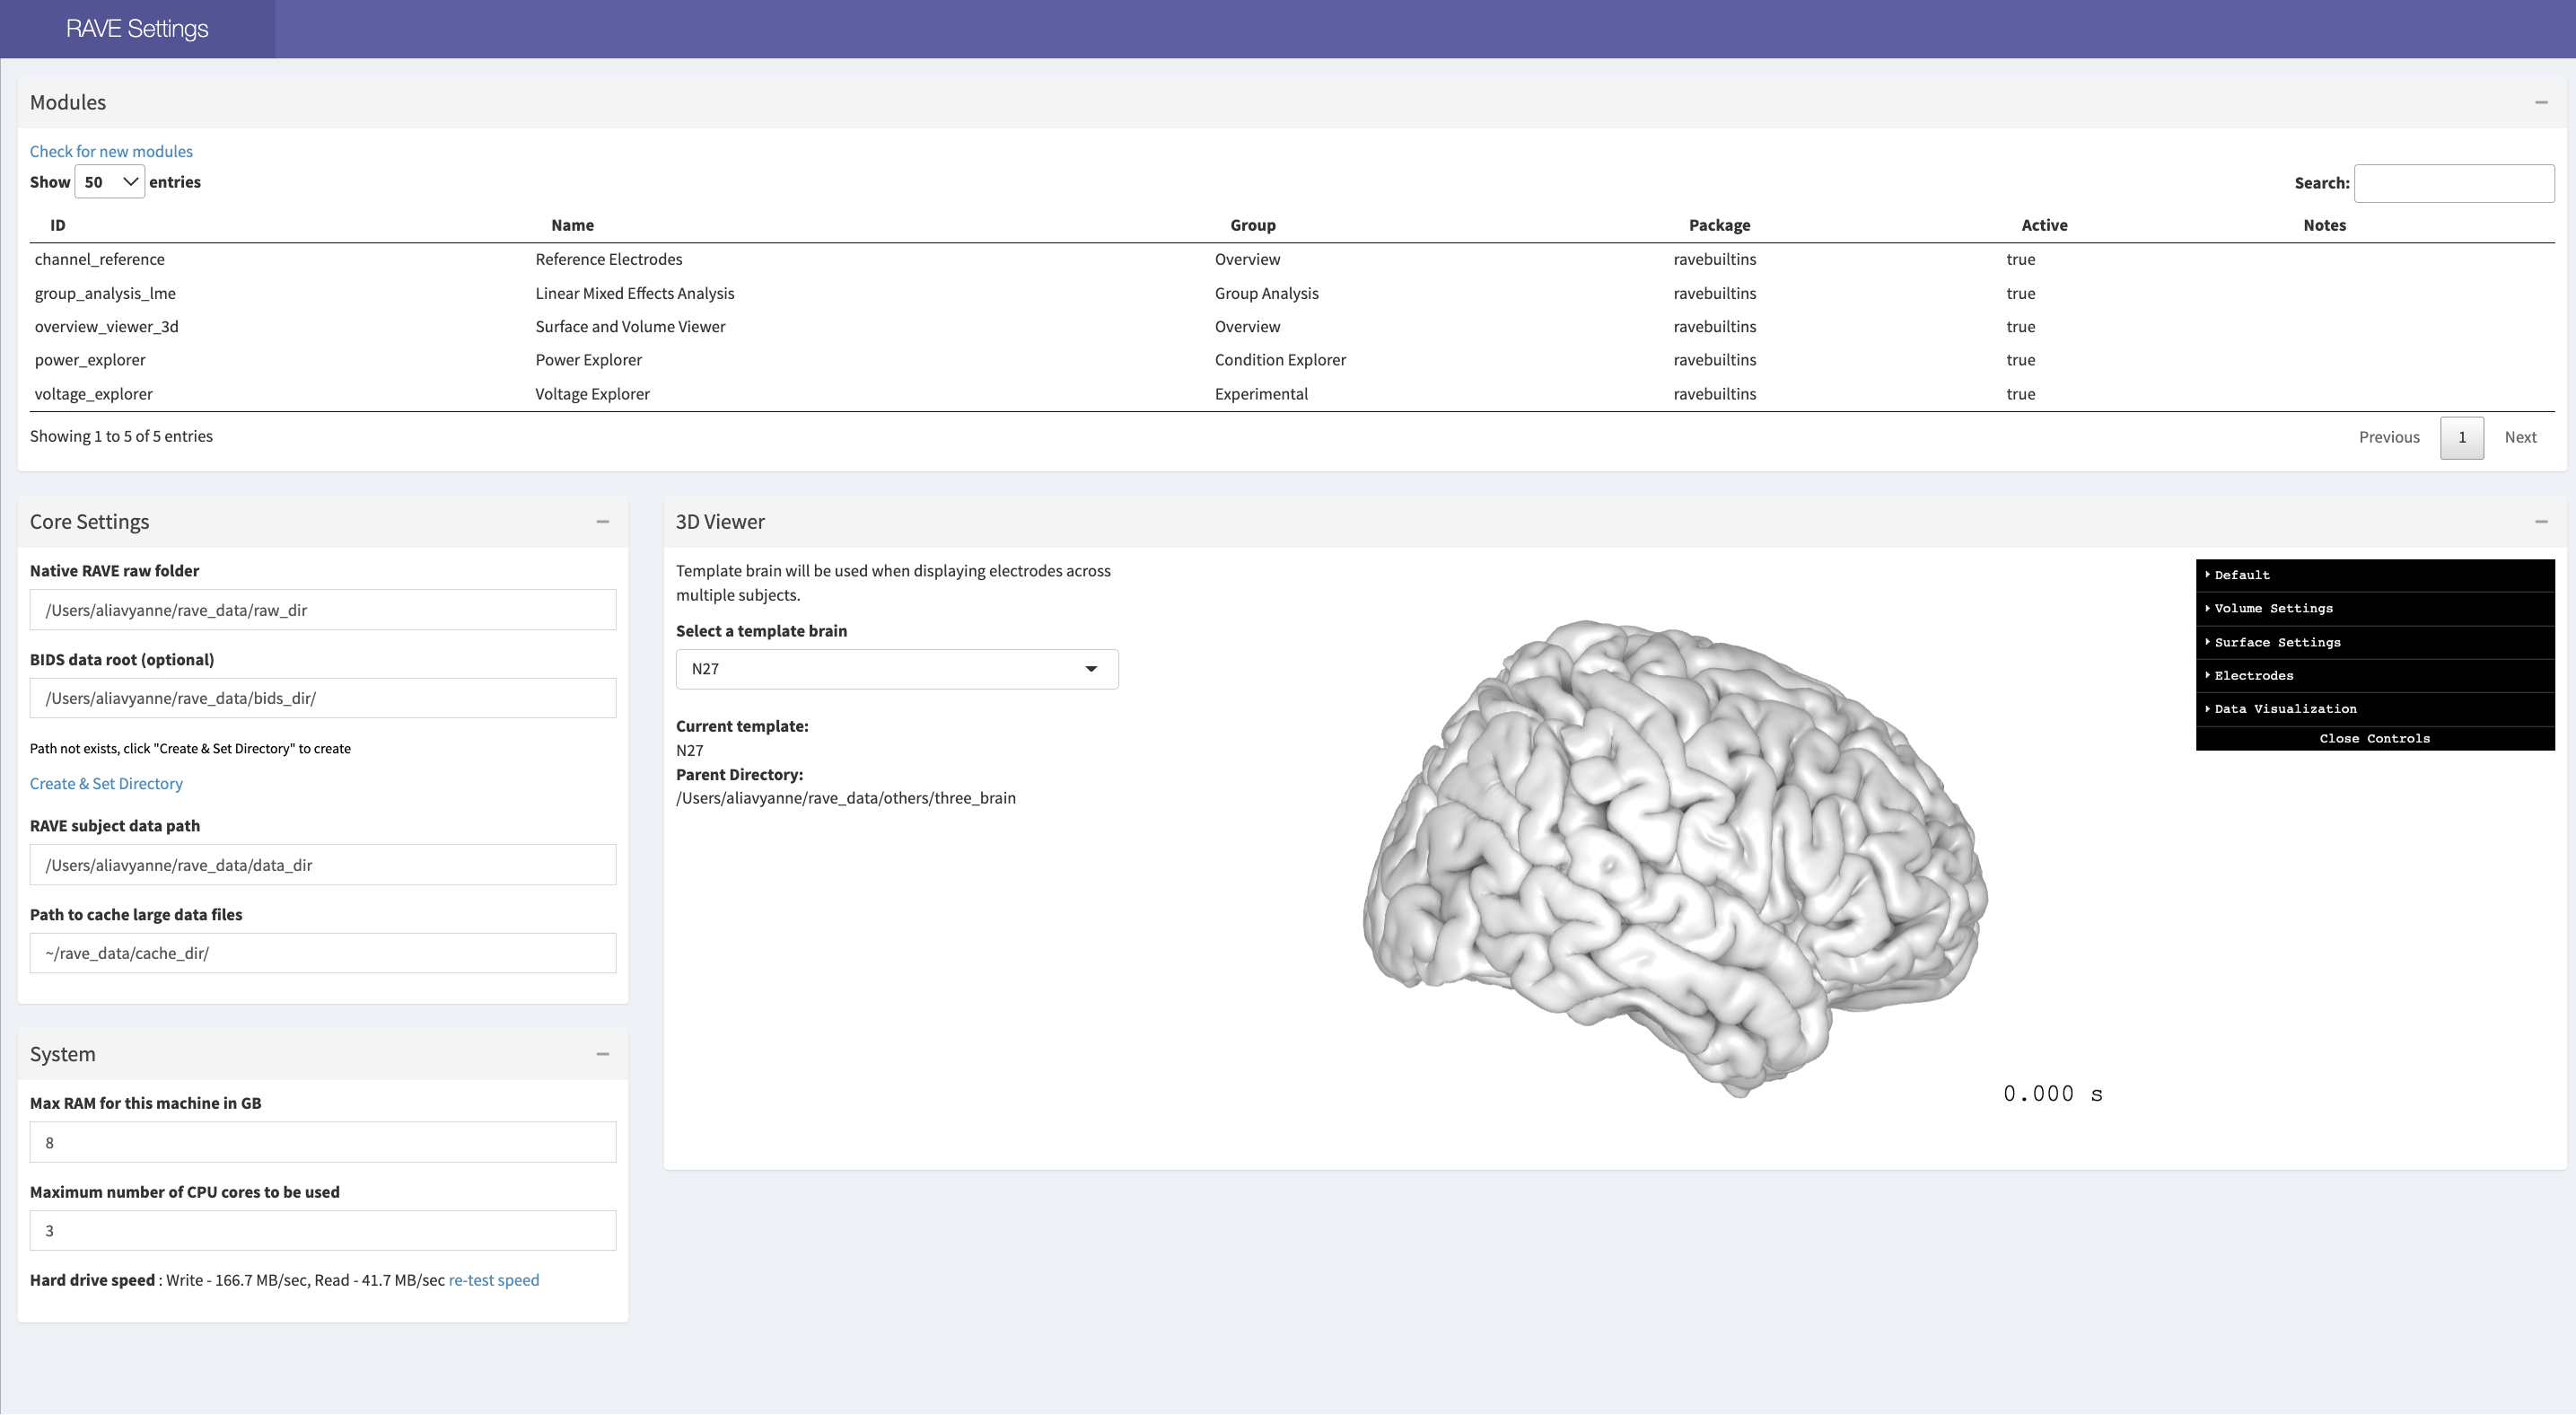 RAVE Settings
Modules
Check for new modules
Show 50 entries
Search:
ID Name Group Package Active Notes
channel_reference Reference Electrodes Overview ravebuiltins true
group_analysis_lme Linear Mixed Effects Analysis Group Analysis ravebuiltins true
overview_viewer_3d Surface and Volume Viewer Overview ravebuiltins true
power_explorer Power Explorer Condition Explorer ravebuiltins true
voltage_explorer Voltage Explorer Experimental ravebuiltins true
Showing 1 to 5 of 5 entries
Previous 1 Next
Core Settings
Native RAVE raw folder
/Users/aliavyanne/rave_data/raw_dir
BIDS data root (optional)
/Users/aliavyanne/rave_data/bids_dir/
Path not exists, click "Create & Set Directory" to create
Create & Set Directory
RAVE subject data path
/Users/aliavyanne/rave_data/data_dir
Path to cache large data files
~/rave_data/cache_dir/
System
Max RAM for this machine in GB
8
Maximum number of CPU cores to be used
3
Hard drive speed : Write - 166.7 MB/sec, Read - 41.7 MB/sec re-test speed
3D Viewer
Template brain will be used when displaying electrodes across
multiple subjects.
Select a template brain
N27
Current template:
N27
Parent Directory:
/Users/aliavyanne/rave_data/others/three_brain
Default
Volume Settings
Surface Settings
Electrodes
Data Visualization
Close Controls
0.000 s